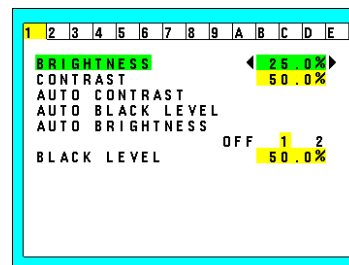 1 2 3 4 5 6 7 8 9 A B C D E
BRIGHTNESS 25.0%
CONTRAST 50.0%
AUTO CONTRAST
AUTO BLACK LEVEL
AUTO BRIGHTNESS
OFF 1 2
BLACK LEVEL 50.0%